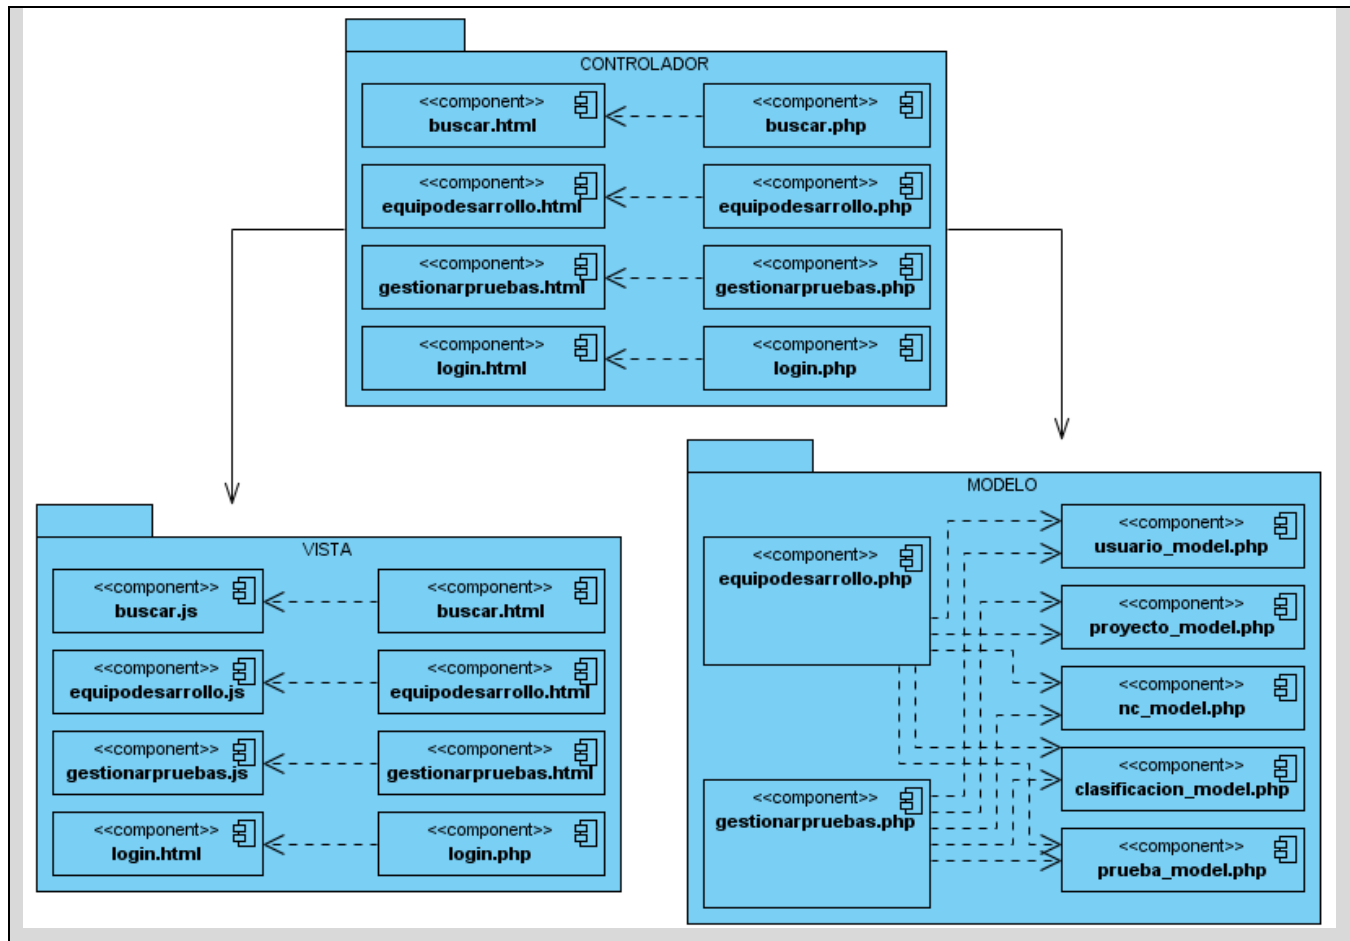 CONTROLADOR
<<component>>
buscar.html
<<component>>
buscar.php
<<component>>
equipodesarrollo.html
<<component>>
equipodesarrollo.php
<<component>>
gestionarpruebas.html
<<component>>
gestionarpruebas.php
<<component>>
login.html
<<component>>
login.php
VISTA
<<component>>
buscar.js
<<component>>
buscar.html
<<component>>
equipodesarrollo.js
<<component>>
equipodesarrollo.html
<<component>>
gestionarpruebas.js
<<component>>
gestionarpruebas.html
<<component>>
login.html
<<component>>
login.php
MODELO
<<component>>
equipodesarrollo.php
<<component>>
gestionarpruebas.php
<<component>>
usuario_model.php
<<component>>
proyecto_model.php
<<component>>
nc_model.php
<<component>>
clasificacion_model.php
<<component>>
prueba_model.php